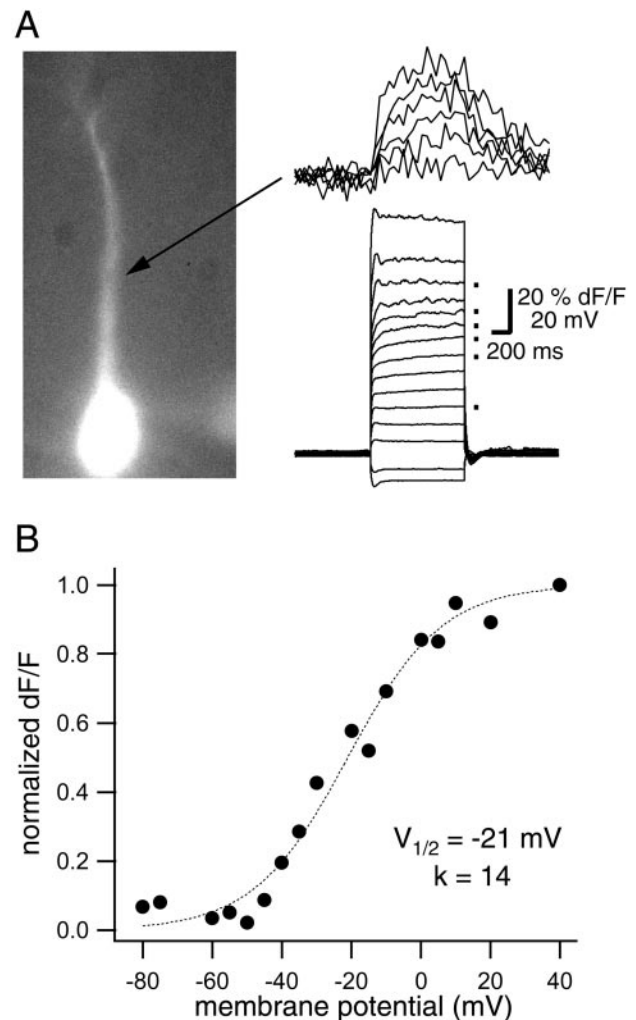 A
20 % dF/F
20 mV
200 ms
B
1.0
0.8
0.6
0.4
0.2
0.0
normalized dF/F
V1/2 = -21 mV
k = 14
-80 -60 -40 -20 0 20 40
membrane potential (mV)